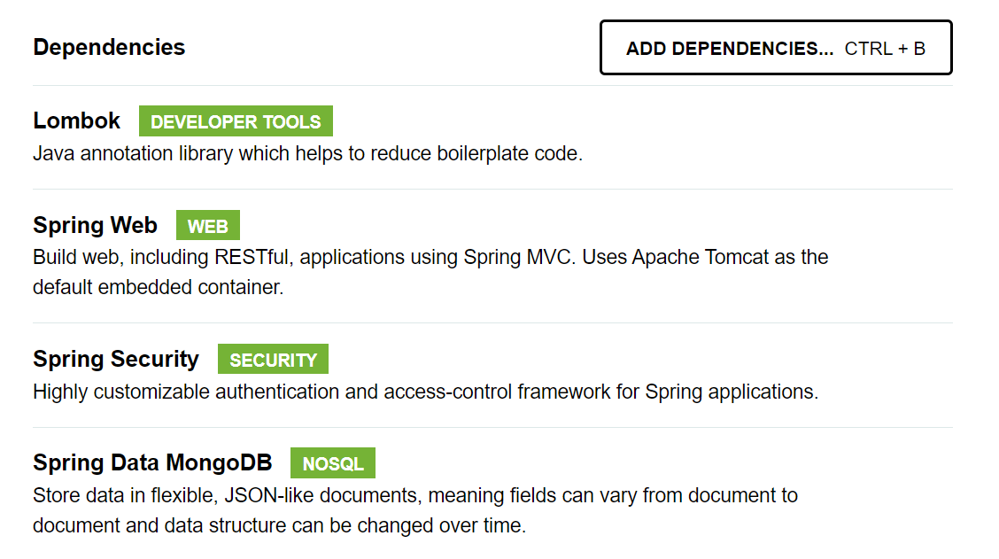 Dependencies
ADD DEPENDENCIES... CTRL + B
Lombok DEVELOPER TOOLS
Java annotation library which helps to reduce boilerplate code.
Spring Web WEB
Build web, including RESTful, applications using Spring MVC. Uses Apache Tomcat as the
default embedded container.
Spring Security SECURITY
Highly customizable authentication and access-control framework for Spring applications.
Spring Data MongoDB NOSQL
Store data in flexible, JSON-like documents, meaning fields can vary from document to
document and data structure can be changed over time.